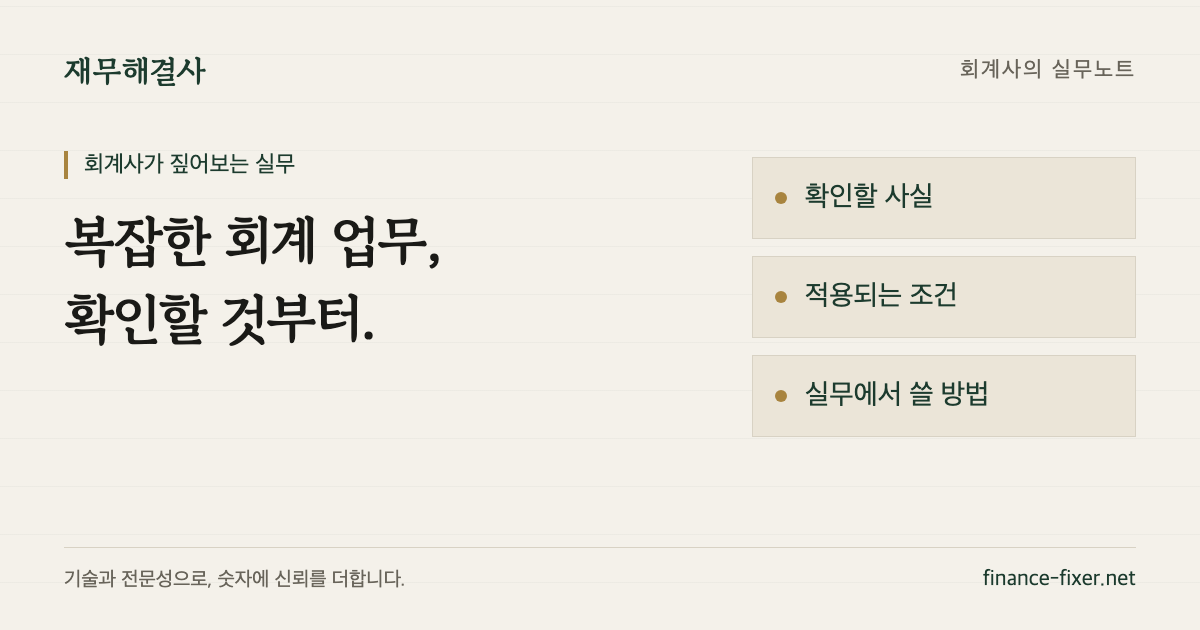 재무해결사
회계사의 실무노트
회계사가 짚어보는 실무
복잡한 회계 업무,
확인할 것부터.
확인할 사실
적용되는 조건
실무에서 쓸 방법
기술과 전문성으로, 숫자에 신뢰를 더합니다.
finance-fixer.net